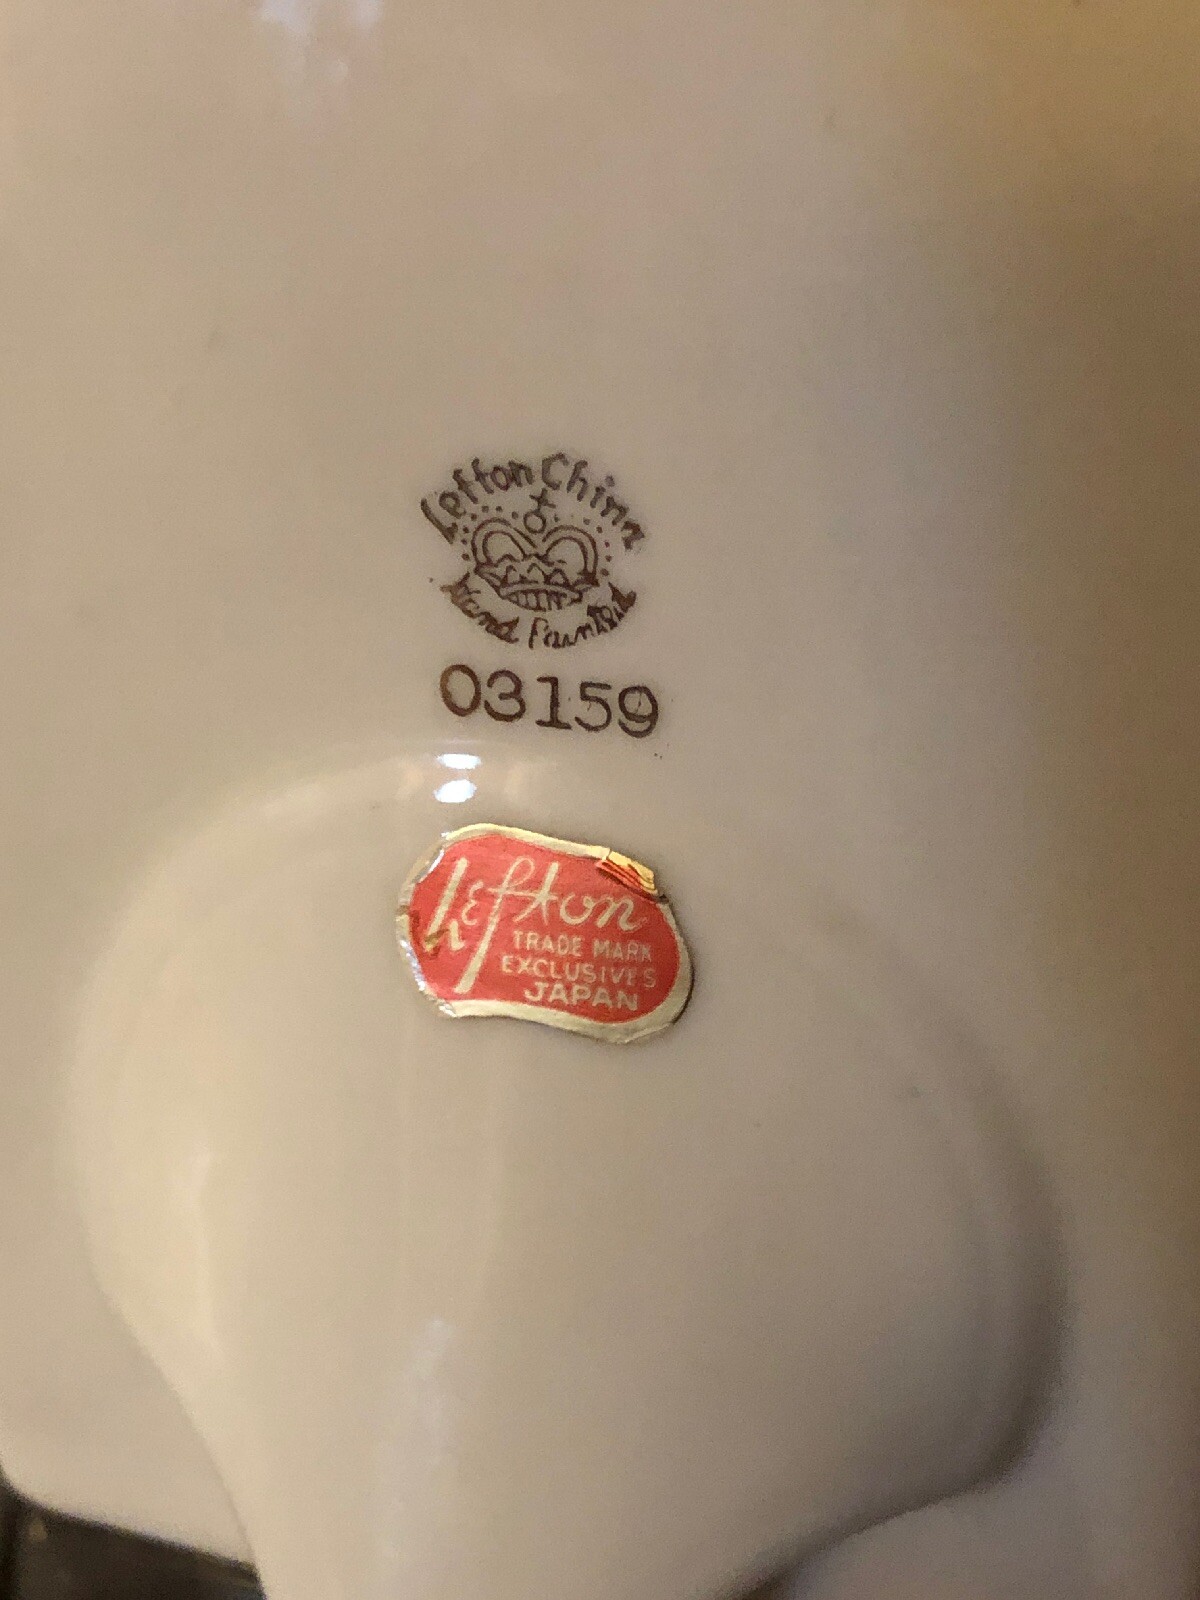 Lefton China
Hand Painted
03159
Lefton
TRADE MARK
EXCLUSIVES
JAPAN